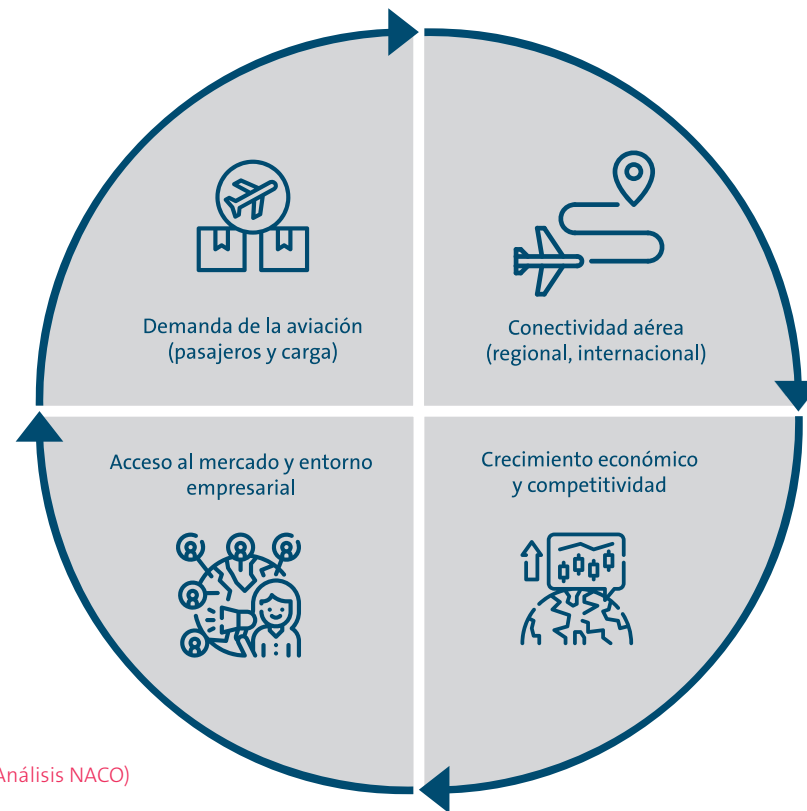 Demanda de la aviación
(pasajeros y carga)
Conectividad aérea
(regional, internacional)
Acceso al mercado y entorno
empresarial
Crecimiento económico
y competitividad
Análisis NACO)